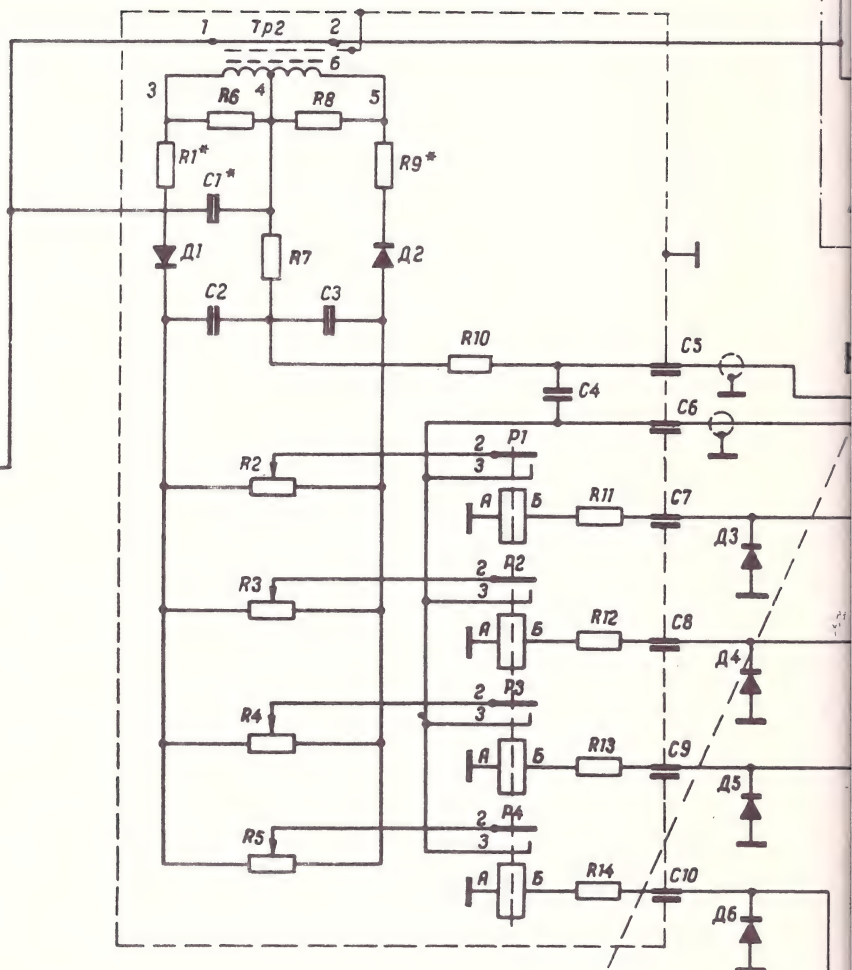 1 Тр2 2
6
3 4 5
R6 R8
R1* R9*
C1*
Д1 R7 Д2
C2 C3
R10 C5
C4 C6
P1
2
3
R2
А Б R11 C7
Д3
P2
2
3
R3
А Б R12 C8
Д4
P3
2
3
R4
А Б R13 C9
Д5
P4
2
3
R5
А Б R14 C10
Д6